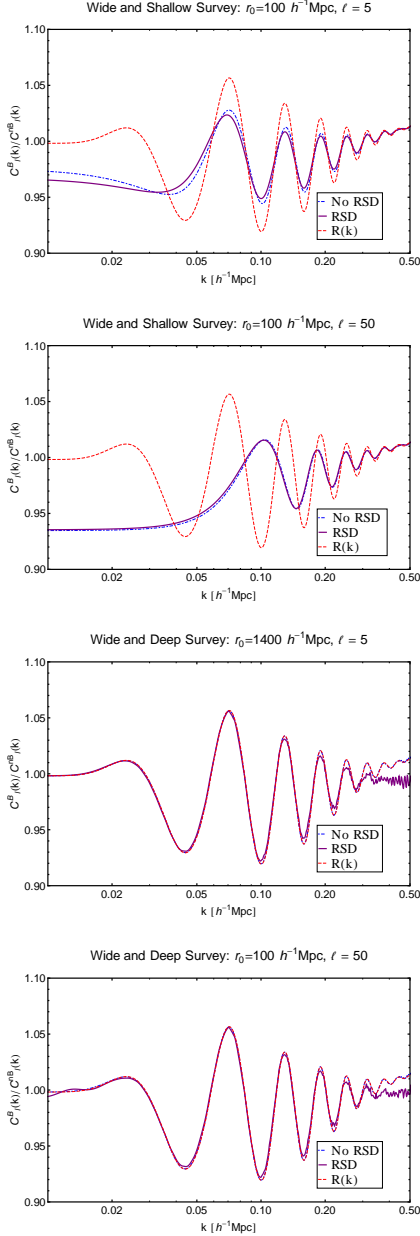 Wide and Shallow Survey: r₀=100 h⁻¹Mpc, ℓ = 5
1.10
1.05
1.00
0.95
0.90
C^B_ℓ(k)/C^nB_ℓ(k)
No RSD
RSD
R(k)
0.02 0.05 0.10 0.20 0.50
k [ h⁻¹Mpc]
Wide and Shallow Survey: r₀=100 h⁻¹Mpc, ℓ = 50
1.10
1.05
1.00
0.95
0.90
C^B_ℓ(k)/C^nB_ℓ(k)
No RSD
RSD
R(k)
0.02 0.05 0.10 0.20 0.50
k [ h⁻¹Mpc]
Wide and Deep Survey: r₀=1400 h⁻¹Mpc, ℓ = 5
1.10
1.05
1.00
0.95
0.90
C^B_ℓ(k)/C^nB_ℓ(k)
No RSD
RSD
R(k)
0.02 0.05 0.10 0.20 0.50
k [ h⁻¹Mpc]
Wide and Deep Survey: r₀=100 h⁻¹Mpc, ℓ = 50
1.10
1.05
1.00
0.95
0.90
C^B_ℓ(k)/C^nB_ℓ(k)
No RSD
RSD
R(k)
0.02 0.05 0.10 0.20 0.50
k [ h⁻¹Mpc]